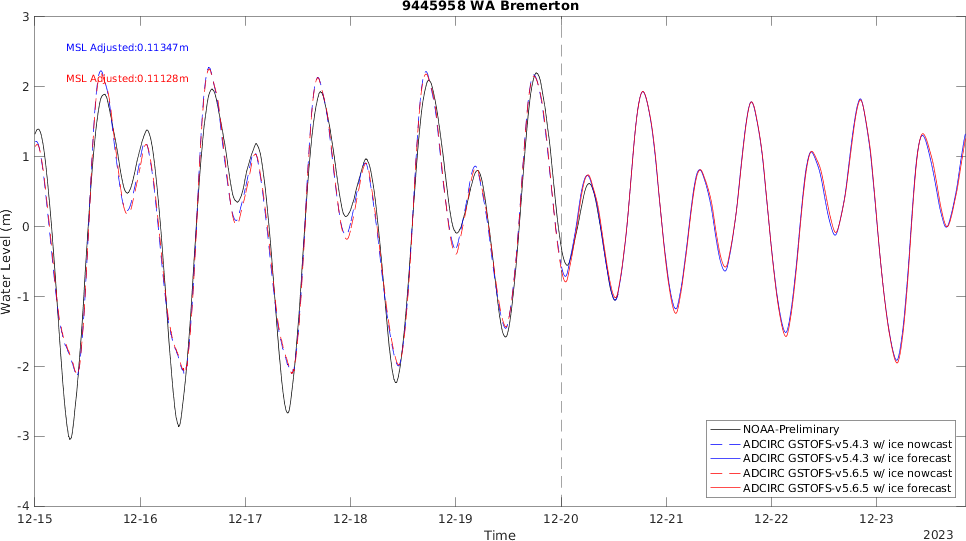 9445958 WA Bremerton
MSL Adjusted:0.11347m
MSL Adjusted:0.11128m
Water Level (m)
3
2
1
0
-1
-2
-3
-4
NOAA-Preliminary
ADCIRC GSTOFS-v5.4.3 w/ ice nowcast
ADCIRC GSTOFS-v5.4.3 w/ ice forecast
ADCIRC GSTOFS-v5.6.5 w/ ice nowcast
ADCIRC GSTOFS-v5.6.5 w/ ice forecast
12-15 12-16 12-17 12-18 12-19 12-20 12-21 12-22 12-23
Time
2023